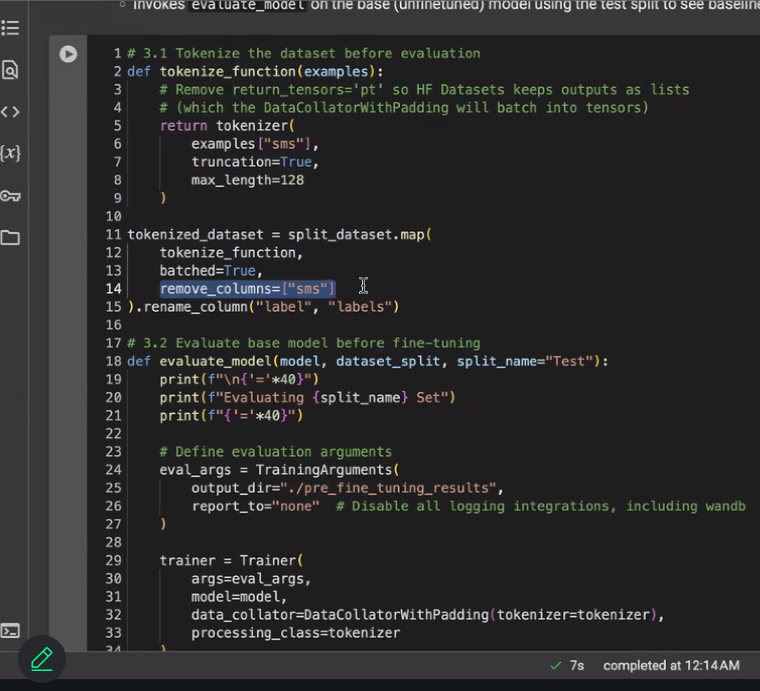 Invokes evaluate_model on the base (unfinetuned) model using the test split to see baseline
1 # 3.1 Tokenize the dataset before evaluation
2 def tokenize_function(examples):
3     # Remove return_tensors='pt' so HF Datasets keeps outputs as lists
4     # (which the DataCollatorWithPadding will batch into tensors)
5     return tokenizer(
6         examples["sms"],
7         truncation=True,
8         max_length=128
9     )
10
11 tokenized_dataset = split_dataset.map(
12     tokenize_function,
13     batched=True,
14     remove_columns=["sms"]
15 ).rename_column("label", "labels")
16
17 # 3.2 Evaluate base model before fine-tuning
18 def evaluate_model(model, dataset_split, split_name="Test"):
19     print(f"\n{'='*40}")
20     print(f"Evaluating {split_name} Set")
21     print(f"{'='*40}")
22
23     # Define evaluation arguments
24     eval_args = TrainingArguments(
25         output_dir="./pre_fine_tuning_results",
26         report_to="none"  # Disable all logging integrations, including wandb
27     )
28
29     trainer = Trainer(
30         args=eval_args,
31         model=model,
32         data_collator=DataCollatorWithPadding(tokenizer=tokenizer),
33         processing_class=tokenizer
34     )
{x}
7s completed at 12:14 AM